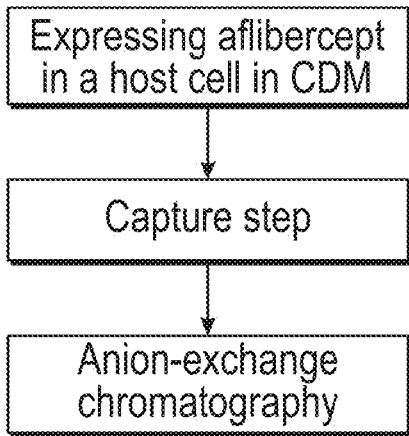 Expressing aflibercept
in a host cell in CDM
Capture step
Anion-exchange
chromatography